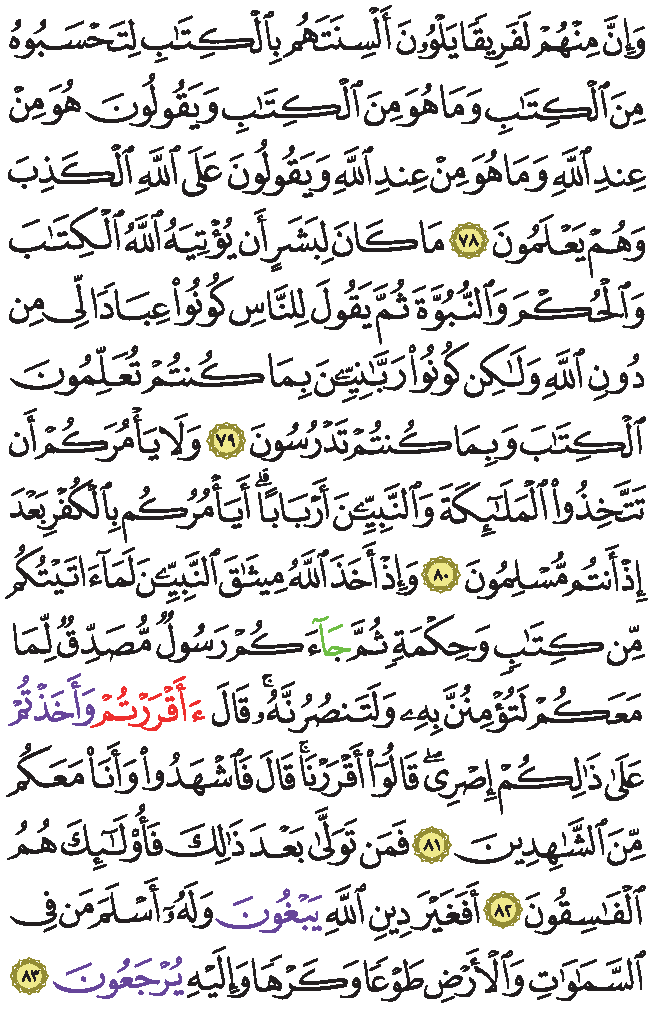 وَإِنَّ مِنْهُمْ لَفَرِيقًا يَلْوُۥنَ أَلْسِنَتَهُم بِٱلْكِتَٰبِ لِتَحْسَبُوهُ
مِنَ ٱلْكِتَٰبِ وَمَا هُوَ مِنَ ٱلْكِتَٰبِ وَيَقُولُونَ هُوَ مِنْ
عِندِ ٱللَّهِ وَمَا هُوَ مِنْ عِندِ ٱللَّهِ وَيَقُولُونَ عَلَى ٱللَّهِ ٱلْكَذِبَ
وَهُمْ يَعْلَمُونَ ٧٨ مَا كَانَ لِبَشَرٍ أَن يُؤْتِيَهُ ٱللَّهُ ٱلْكِتَٰبَ
وَٱلْحُكْمَ وَٱلنُّبُوَّةَ ثُمَّ يَقُولَ لِلنَّاسِ كُونُوا۟ عِبَادًا لِّى مِن
دُونِ ٱللَّهِ وَلَٰكِن كُونُوا۟ رَبَّٰنِيِّۦنَ بِمَا كُنتُمْ تُعَلِّمُونَ
ٱلْكِتَٰبَ وَبِمَا كُنتُمْ تَدْرُسُونَ ٧٩ وَلَا يَأْمُرَكُمْ أَن
تَتَّخِذُوا۟ ٱلْمَلَٰٓئِكَةَ وَٱلنَّبِيِّۦنَ أَرْبَابًا ۗ أَيَأْمُرُكُم بِٱلْكُفْرِ بَعْدَ
إِذْ أَنتُم مُّسْلِمُونَ ٨٠ وَإِذْ أَخَذَ ٱللَّهُ مِيثَٰقَ ٱلنَّبِيِّۦنَ لَمَآ ءَاتَيْتُكُم
مِّن كِتَٰبٍ وَحِكْمَةٍ ثُمَّ جَآءَكُمْ رَسُولٌ مُّصَدِّقٌ لِّمَا
مَعَكُمْ لَتُؤْمِنُنَّ بِهِۦ وَلَتَنصُرُنَّهُۥ ۚ قَالَ ءَأَقْرَرْتُمْ وَأَخَذْتُمْ
عَلَىٰ ذَٰلِكُمْ إِصْرِى ۖ قَالُوٓا۟ أَقْرَرْنَا ۚ قَالَ فَٱشْهَدُوا۟ وَأَنَا۠ مَعَكُم
مِّنَ ٱلشَّٰهِدِينَ ٨١ فَمَن تَوَلَّىٰ بَعْدَ ذَٰلِكَ فَأُو۟لَٰٓئِكَ هُمُ
ٱلْفَٰسِقُونَ ٨٢ أَفَغَيْرَ دِينِ ٱللَّهِ يَبْغُونَ وَلَهُۥٓ أَسْلَمَ مَن فِى
ٱلسَّمَٰوَٰتِ وَٱلْأَرْضِ طَوْعًا وَكَرْهًا وَإِلَيْهِ يُرْجَعُونَ ٨٣